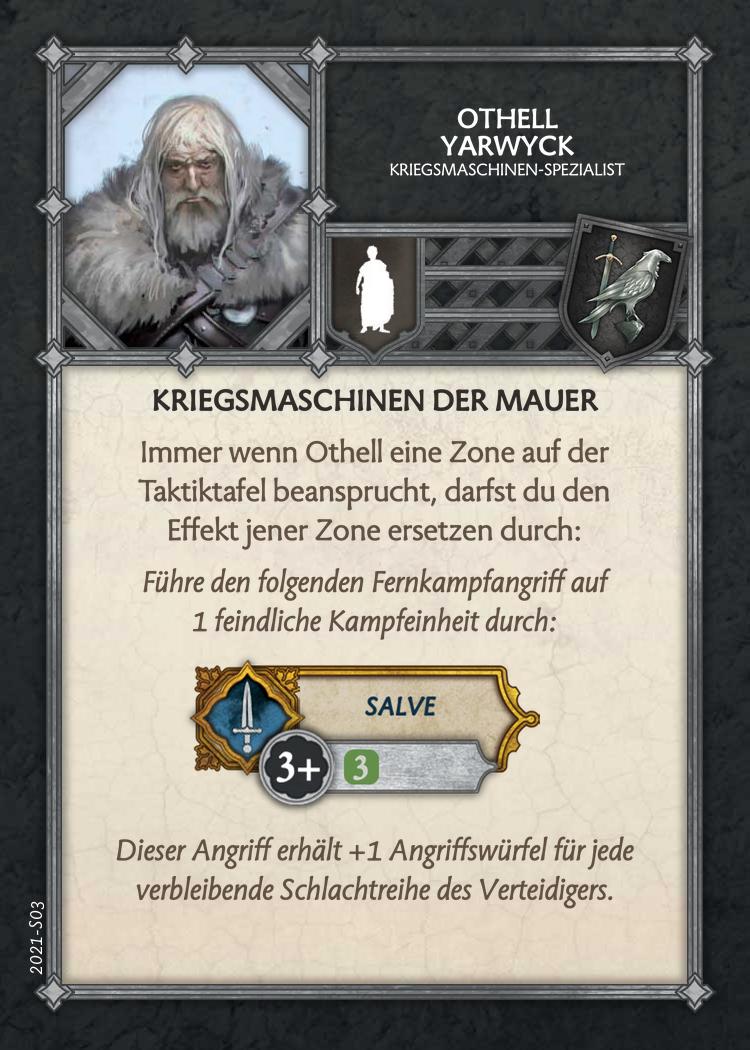 OTHELL
YARWYCK
KRIEGSMASCHINEN-SPEZIALIST
KRIEGSMASCHINEN DER MAUER
Immer wenn Othell eine Zone auf der
Taktiktafel beansprucht, darfst du den
Effekt jener Zone ersetzen durch:
Führe den folgenden Fernkampfangriff auf
1 feindliche Kampfeinheit durch:
SALVE
3+ 3
Dieser Angriff erhält +1 Angriffswürfel für jede
verbleibende Schlachtreihe des Verteidigers.
2021-S03